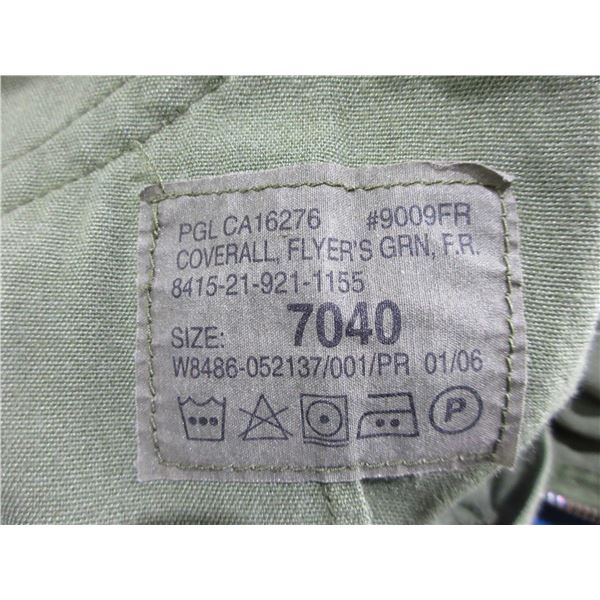 PGL CA16276 #9009FR
COVERALL, FLYER'S GRN, F.R.
8415-21-921-1155
SIZE: 7040
W8486-052137/001/PR 01/06
P